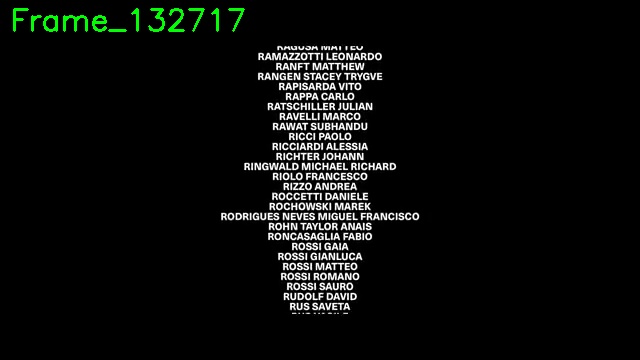 Frame_132717
RAGUSA MATTEO
RAMAZZOTTI LEONARDO
RANFT MATTHEW
RANGEN STACEY TRYGVE
RAPISARDA VITO
RAPPA CARLO
RATSCHILLER JULIAN
RAVELLI MARCO
RAWAT SUBHANDU
RICCI PAOLO
RICCIARDI ALESSIA
RICHTER JOHANN
RINGWALD MICHAEL RICHARD
RIOLO FRANCESCO
RIZZO ANDREA
ROCCETTI DANIELE
ROCHOWSKI MAREK
RODRIGUES NEVES MIGUEL FRANCISCO
ROHN TAYLOR ANAIS
RONCASAGLIA FABIO
ROSSI GAIA
ROSSI GIANLUCA
ROSSI MATTEO
ROSSI ROMANO
ROSSI SAURO
RUDOLF DAVID
RUS SAVETA